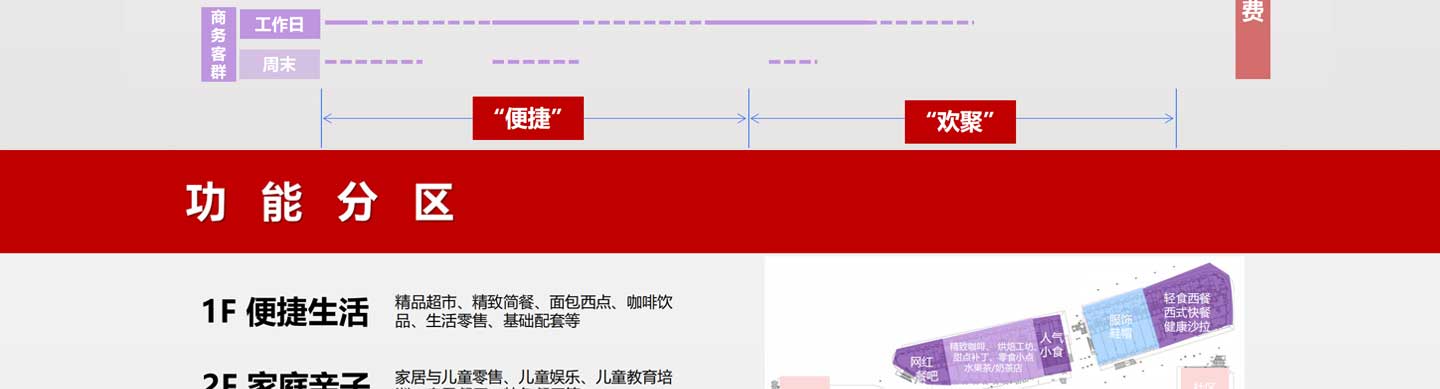 商务客群
工作日
周末
费
“便捷”
“欢聚”
功能分区
1F 便捷生活
精品超市、精致简餐、面包西点、咖啡饮
品、生活零售、基础配套等
2F 家庭亲子
家居与儿童零售、儿童娱乐、儿童教育培
网红
餐吧
精致咖啡、烘焙工坊、
甜点补丁、零食小点
水果茶/奶茶店
人气
小食
服饰
鞋帽
轻食西餐
西式快餐
健康沙拉
社区